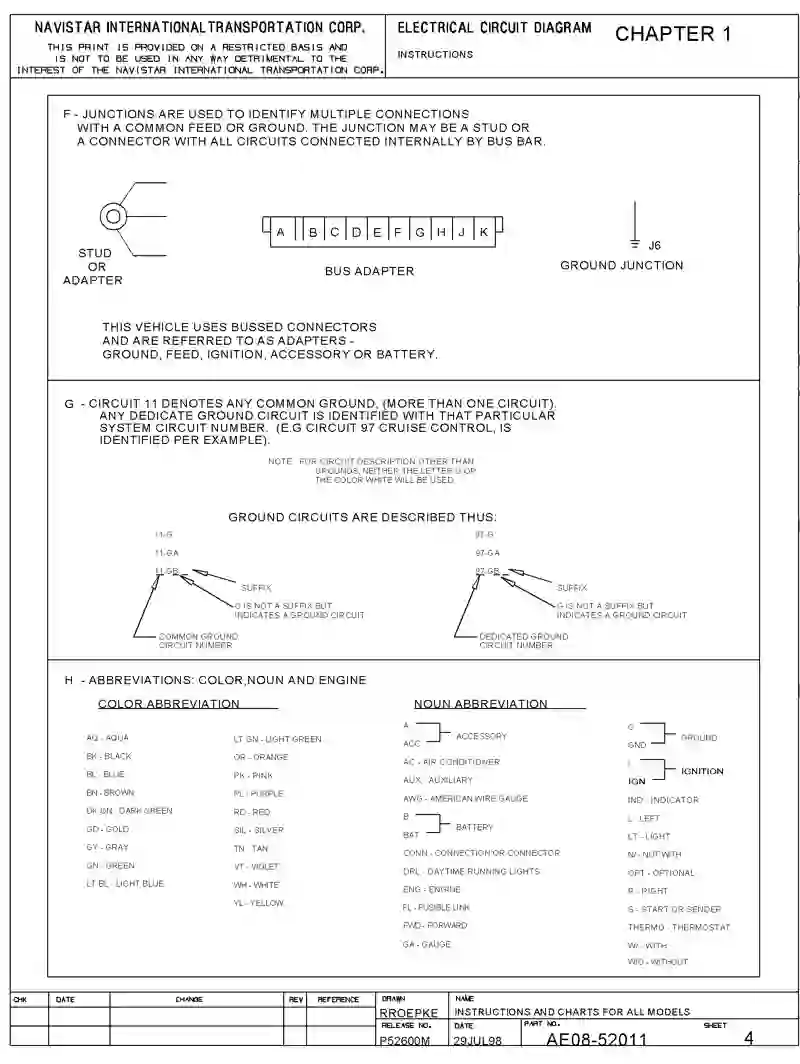 NAVISTAR INTERNATIONAL TRANSPORTATION CORP.
THIS PRINT IS PROVIDED ON A RESTRICTED BASIS AND
IS NOT TO BE USED IN ANY WAY DETRIMENTAL TO THE
INTEREST OF THE NAVISTAR INTERNATIONAL TRANSPORTATION CORP.
ELECTRICAL CIRCUIT DIAGRAM
INSTRUCTIONS
CHAPTER 1
F - JUNCTIONS ARE USED TO IDENTIFY MULTIPLE CONNECTIONS
WITH A COMMON FEED OR GROUND. THE JUNCTION MAY BE A STUD OR
A CONNECTOR WITH ALL CIRCUITS CONNECTED INTERNALLY BY BUS BAR.
STUD
OR
ADAPTER
A B C D E F G H J K
BUS ADAPTER
J6
GROUND JUNCTION
THIS VEHICLE USES BUSSED CONNECTORS
AND ARE REFERRED TO AS ADAPTERS -
GROUND, FEED, IGNITION, ACCESSORY OR BATTERY.
G - CIRCUIT 11 DENOTES ANY COMMON GROUND, (MORE THAN ONE CIRCUIT).
ANY DEDICATE GROUND CIRCUIT IS IDENTIFIED WITH THAT PARTICULAR
SYSTEM CIRCUIT NUMBER. (E.G CIRCUIT 97 CRUISE CONTROL, IS
IDENTIFIED PER EXAMPLE).
NOTE FOR CIRCUIT DESCRIPTION OTHER THAN
GROUNDS, NEITHER THE LETTER G OR
THE COLOR WHITE WILL BE USED
GROUND CIRCUITS ARE DESCRIBED THUS:
11-G
11-GA
11-GB
SUFFIX
G IS NOT A SUFFIX BUT
INDICATES A GROUND CIRCUIT
COMMON GROUND
CIRCUIT NUMBER
97-G
97-GA
97-GB
SUFFIX
G IS NOT A SUFFIX BUT
INDICATES A GROUND CIRCUIT
DEDICATED GROUND
CIRCUIT NUMBER
H - ABBREVIATIONS: COLOR,NOUN AND ENGINE
COLOR ABBREVIATION
AQ - AQUA
BK - BLACK
BL - BLUE
BN - BROWN
DK GN - DARK GREEN
GD - GOLD
GY - GRAY
GN - GREEN
LT BL - LIGHT BLUE
LT GN - LIGHT GREEN
OR - ORANGE
PK - PINK
PL - PURPLE
RD - RED
SIL - SILVER
TN TAN
VT - VIOLET
WH - WHITE
YL - YELLOW
NOUN ABBREVIATION
A
ACC
ACCESSORY
AC - AIR CONDITIONER
AUX - AUXILIARY
AWG - AMERICAN WIRE GAUGE
B
BAT
BATTERY
CONN - CONNECTION OR CONNECTOR
DRL - DAYTIME RUNNING LIGHTS
ENG - ENGINE
FL - FUSIBLE LINK
FWD - FORWARD
GA - GAUGE
G
GND
GROUND
I
IGN
IGNITION
IND - INDICATOR
L - LEFT
LT - LIGHT
N/ - NOT WITH
OPT - OPTIONAL
R - RIGHT
S - START OR SENDER
THERMO - THERMOSTAT
W/ - WITH
W/O - WITHOUT
CHK DATE CHANGE REV REFERENCE
DRAWN
RROEPKE
NAME
INSTRUCTIONS AND CHARTS FOR ALL MODELS
RELEASE NO.
P52600M
DATE
29JUL98
PART NO.
AE08-52011
SHEET
4